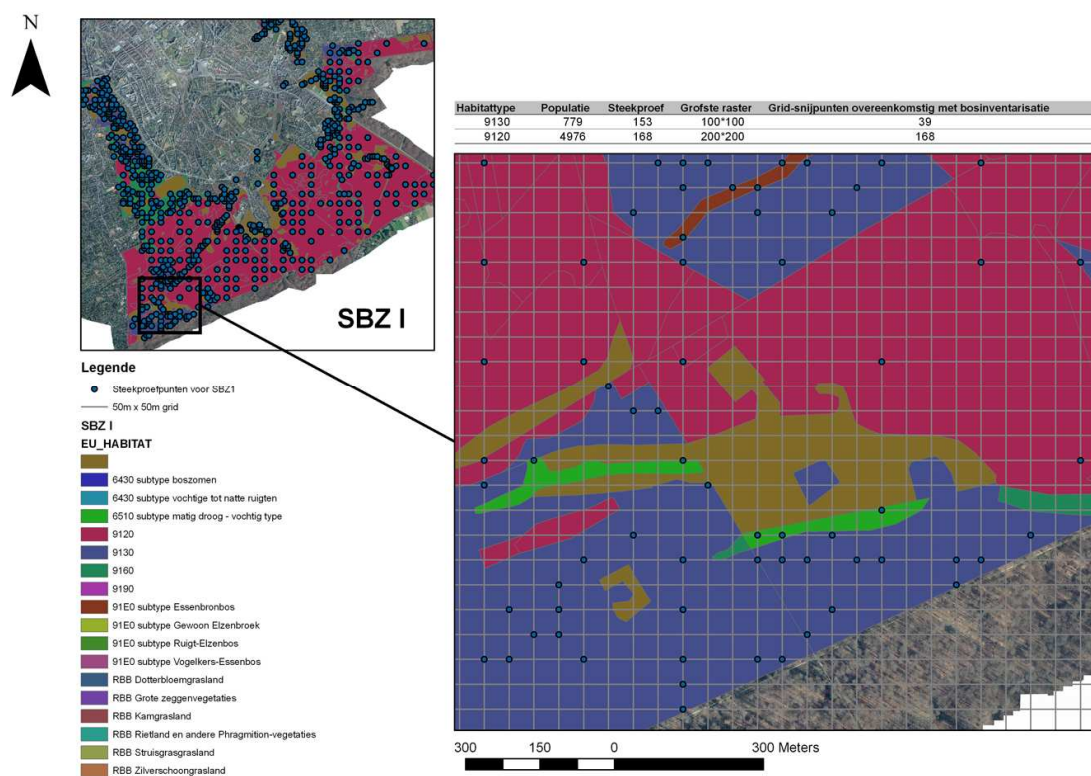 N
SBZ I
Legende
Steekproefpunten voor SBZ1
50m x 50m grid
SBZ I
EU_HABITAT
6430 subtype boszomen
6430 subtype vochtige tot natte ruigten
6510 subtype matig droog - vochtig type
9120
9130
9160
9190
91E0 subtype Essenbronbos
91E0 subtype Gewoon Elzenbroek
91E0 subtype Ruigt-Elzenbos
91E0 subtype Vogelkers-Essenbos
RBB Dotterbloemgrasland
RBB Grote zeggenvegetaties
RBB Kamgrasland
RBB Rietland en andere Phragmition-vegetaties
RBB Struisgrasgrasland
RBB Zilverschoongrasland
Habitattype Populatie Steekproef Grofste raster Grid-snijpunten overeenkomstig met bosinventarisatie
9130 779 153 100*100 39
9120 4976 168 200*200 168
300 150 0 300 Meters